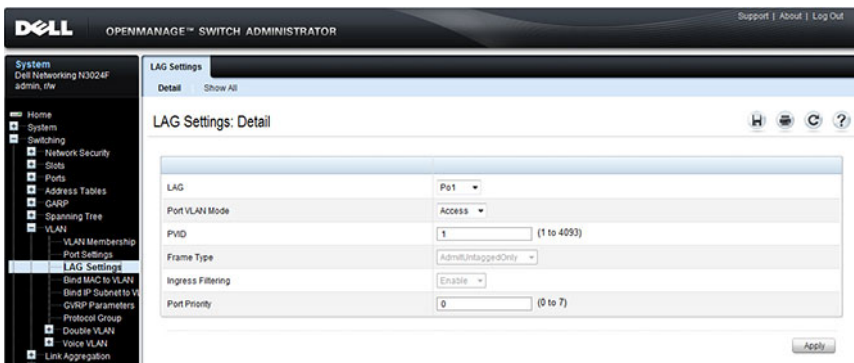 Support | About | Log Out
DELL
OPENMANAGE™ SWITCH ADMINISTRATOR
System
Dell Networking N3024F
admin, r/w
Home
System
Switching
Network Security
Slots
Ports
Address Tables
GARP
Spanning Tree
VLAN
VLAN Membership
Port Settings
LAG Settings
Bind MAC to VLAN
Bind IP Subnet to VL
GVRP Parameters
Protocol Group
Double VLAN
Voice VLAN
Link Aggregation
LAG Settings
Detail Show All
LAG Settings: Detail
LAG Po1
Port VLAN Mode Access
PVID 1 (1 to 4093)
Frame Type AdmitUntaggedOnly
Ingress Filtering Enable
Port Priority 0 (0 to 7)
Apply